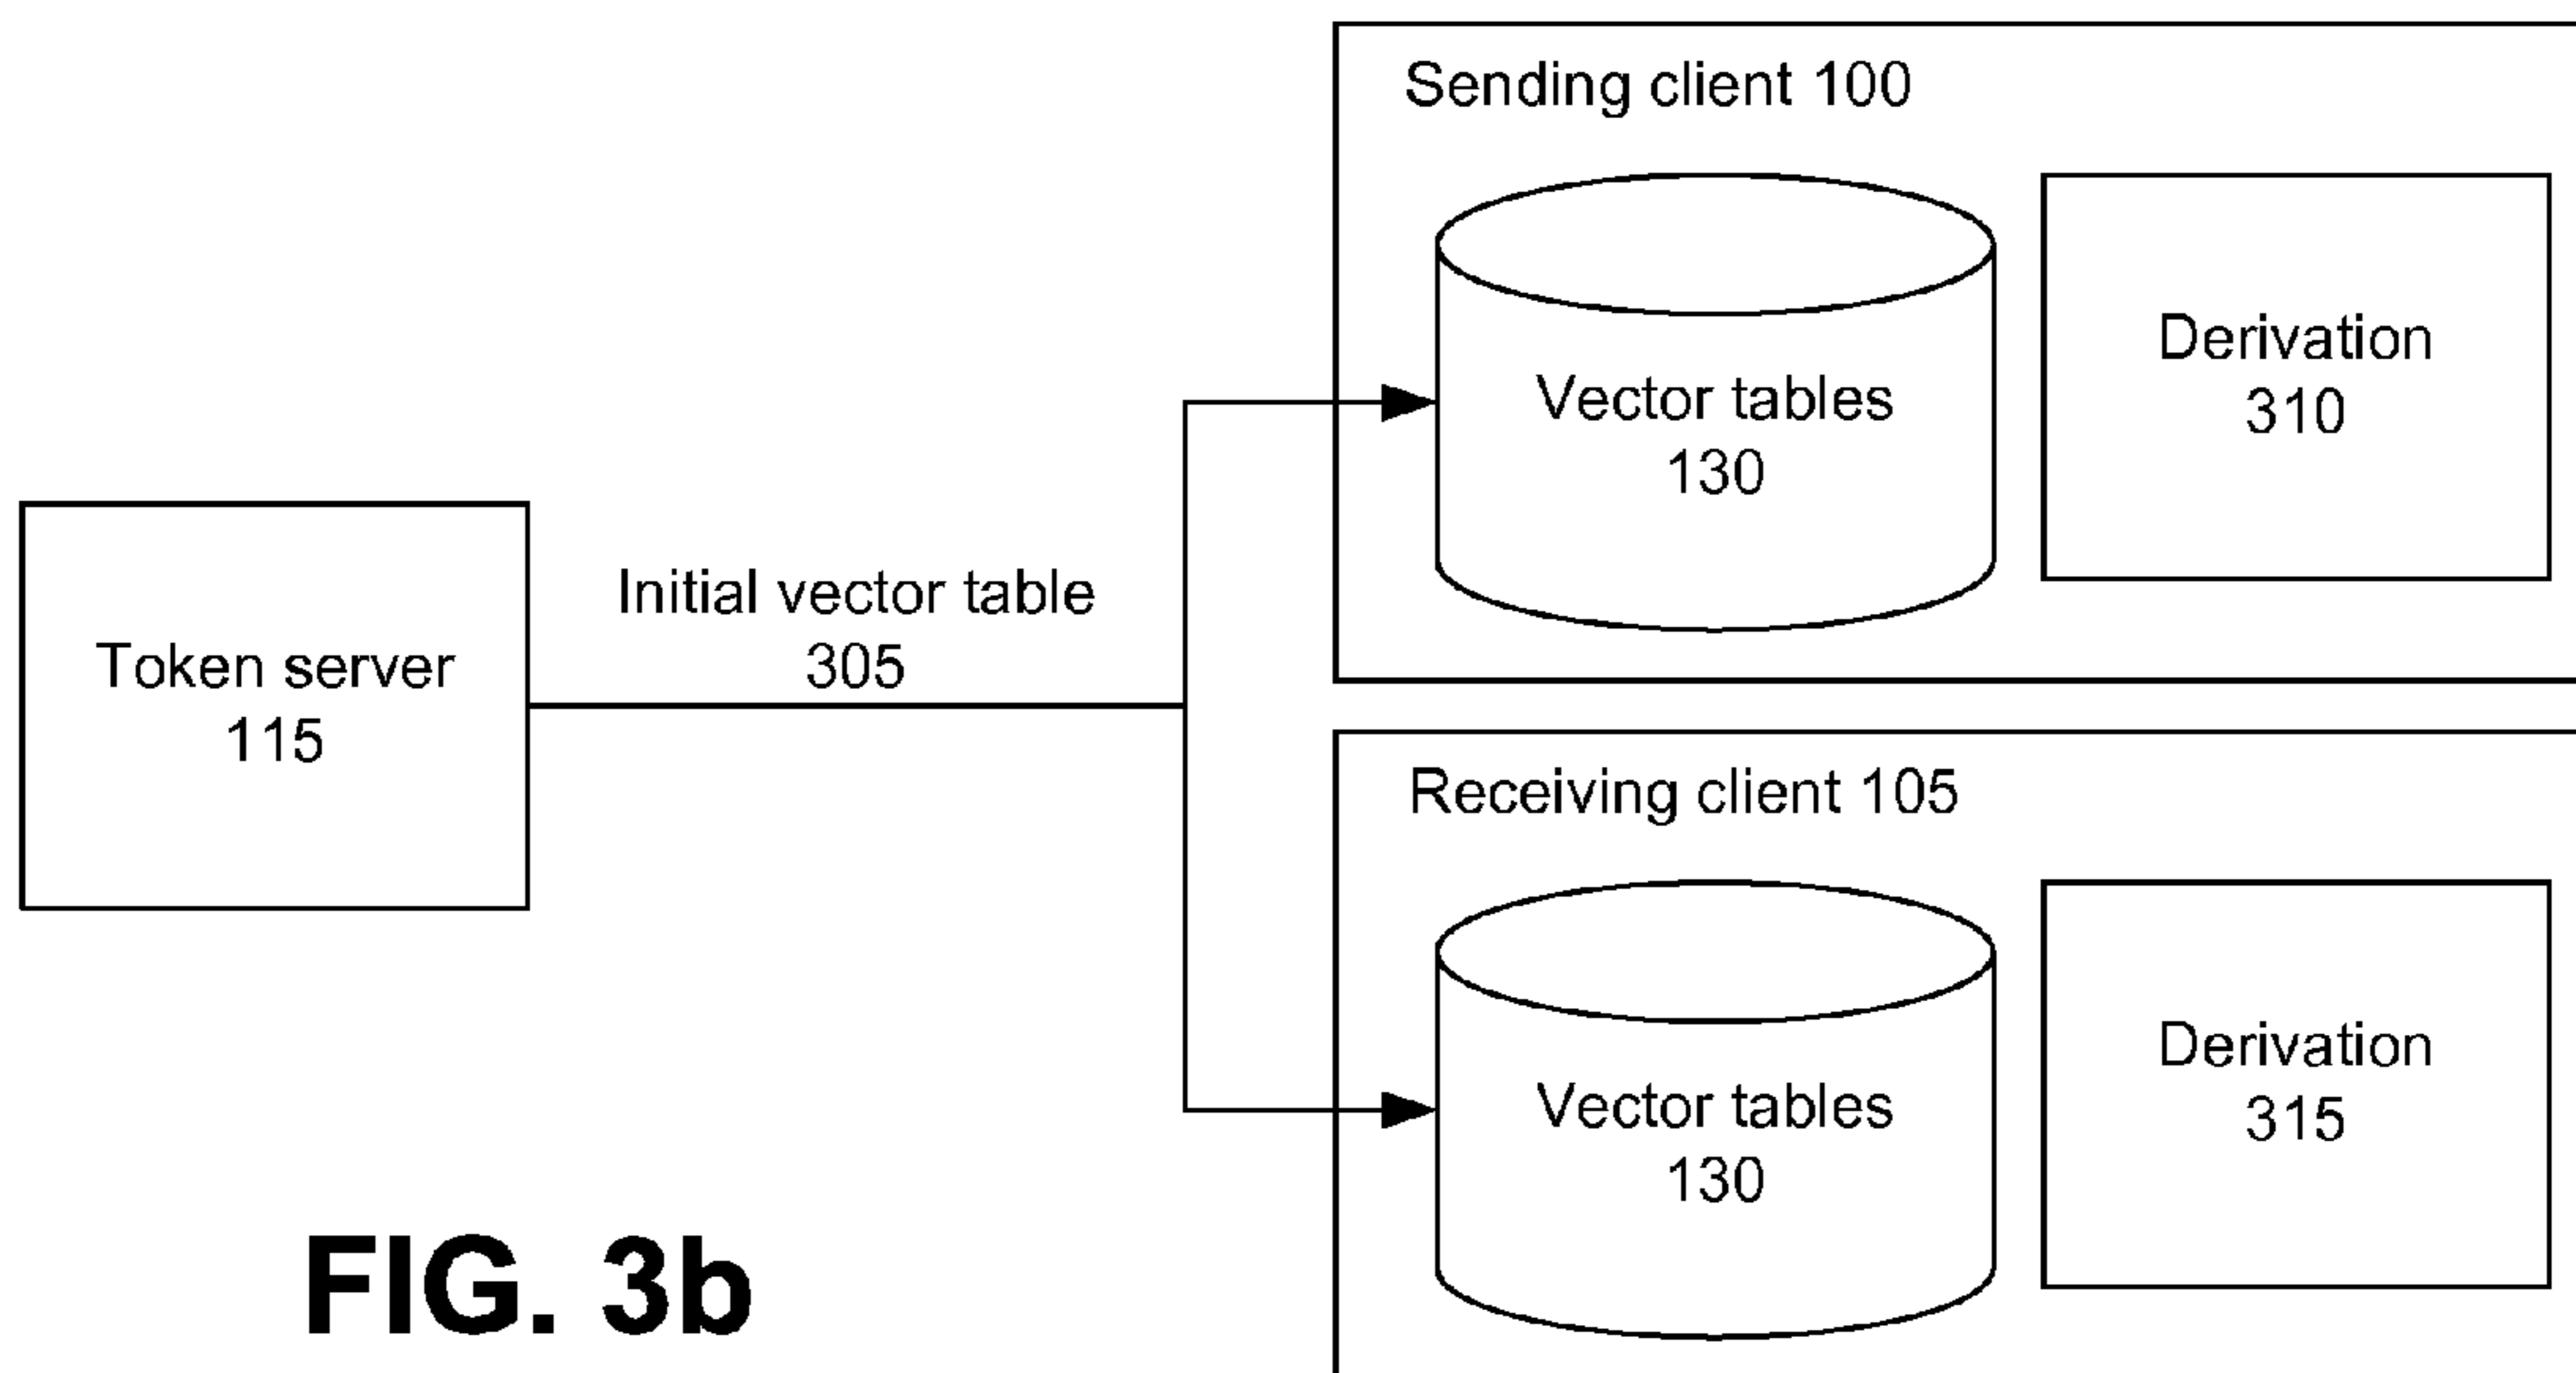 Sending client 100
Vector tables
130
Derivation
310
Token server
115
Initial vector table
305
Receiving client 105
Vector tables
130
Derivation
315
FIG. 3b